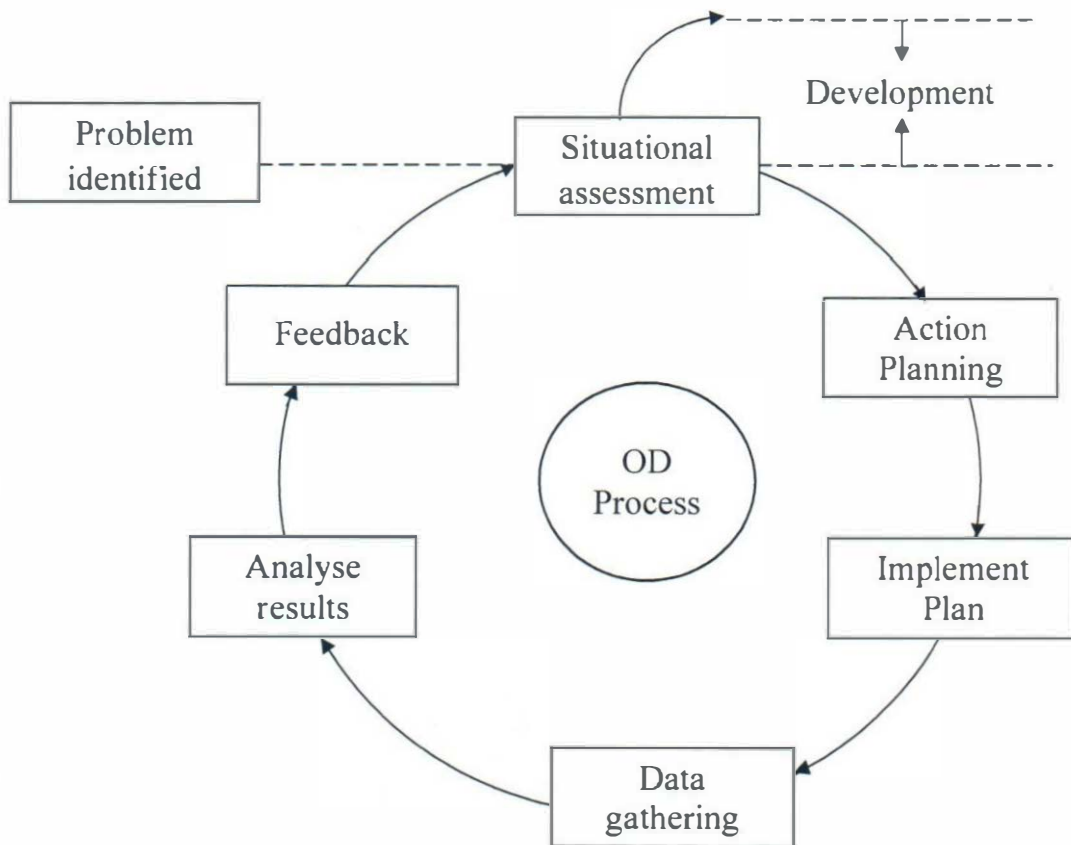 Development
Problem
identified
Situational
assessment
Feedback
Action
Planning
OD
Process
Analyse
results
Implement
Plan
Data
gathering